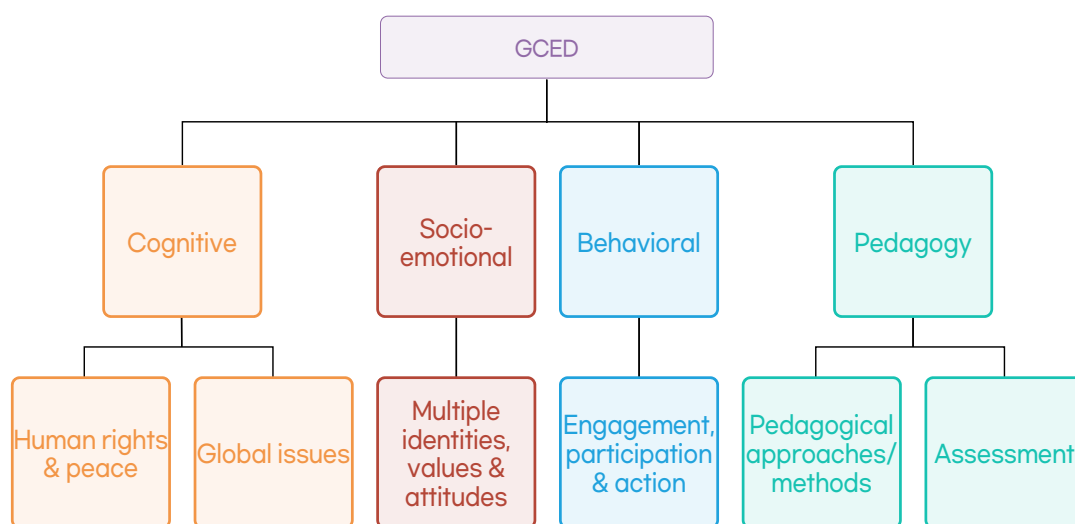 GCED
Cognitive
Socio-
emotional
Behavioral
Pedagogy
Human rights
& peace
Global issues
Multiple
identities,
values &
attitudes
Engagement,
participation
& action
Pedagogical
approaches/
methods
Assessment